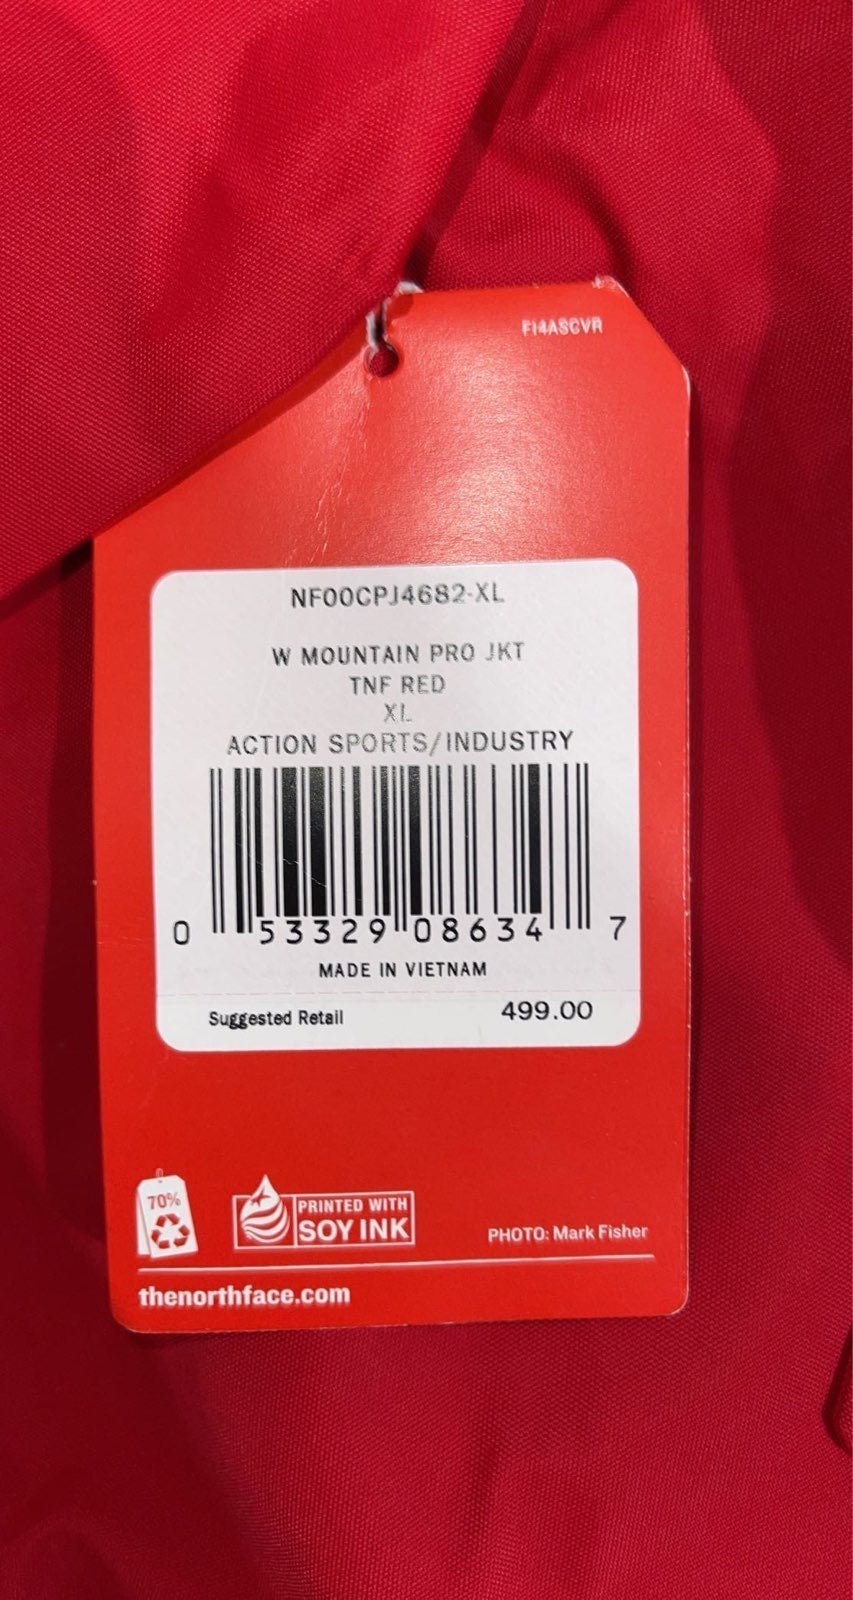 FI4ASCVR
NF00CPJ4682-XL
W MOUNTAIN PRO JKT
TNF RED
XL
ACTION SPORTS/INDUSTRY
0 53329 08634 7
MADE IN VIETNAM
Suggested Retail 499.00
70%
PRINTED WITH
SOY INK
PHOTO: Mark Fisher
thenorthface.com